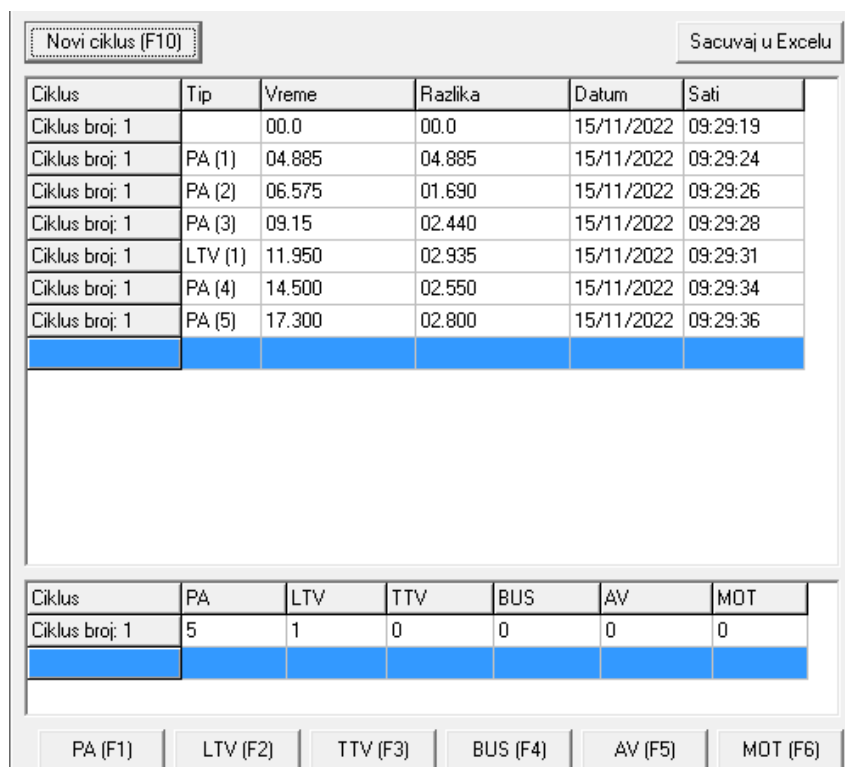 Novi ciklus (F10) Sacuvaj u Excelu
Ciklus Tip Vreme Razlika Datum Sati
Ciklus broj: 1 00.0 00.0 15/11/2022 09:29:19
Ciklus broj: 1 PA (1) 04.885 04.885 15/11/2022 09:29:24
Ciklus broj: 1 PA (2) 06.575 01.690 15/11/2022 09:29:26
Ciklus broj: 1 PA (3) 09.15 02.440 15/11/2022 09:29:28
Ciklus broj: 1 LTV (1) 11.950 02.935 15/11/2022 09:29:31
Ciklus broj: 1 PA (4) 14.500 02.550 15/11/2022 09:29:34
Ciklus broj: 1 PA (5) 17.300 02.800 15/11/2022 09:29:36
Ciklus PA LTV TTV BUS AV MOT
Ciklus broj: 1 5 1 0 0 0 0
PA (F1) LTV (F2) TTV (F3) BUS (F4) AV (F5) MOT (F6)